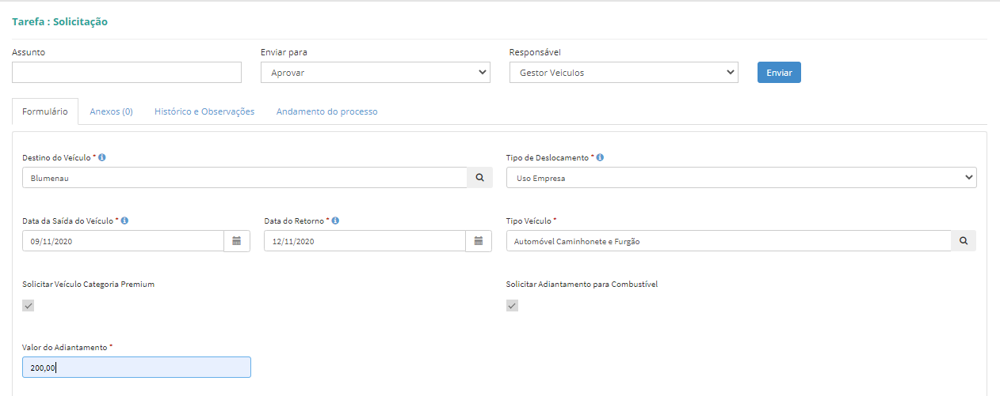 Tarefa : Solicitação
Assunto Enviar para Responsável
Aprovar Gestor Veiculos Enviar
Formulário Anexos (0) Histórico e Observações Andamento do processo
Destino do Veículo * Tipo de Deslocamento *
Blumenau Uso Empresa
Data da Saída do Veículo * Data do Retorno * Tipo Veículo *
09/11/2020 12/11/2020 Automóvel Caminhonete e Furgão
Solicitar Veículo Categoria Premium Solicitar Adiantamento para Combustível
Valor do Adiantamento *
200,00